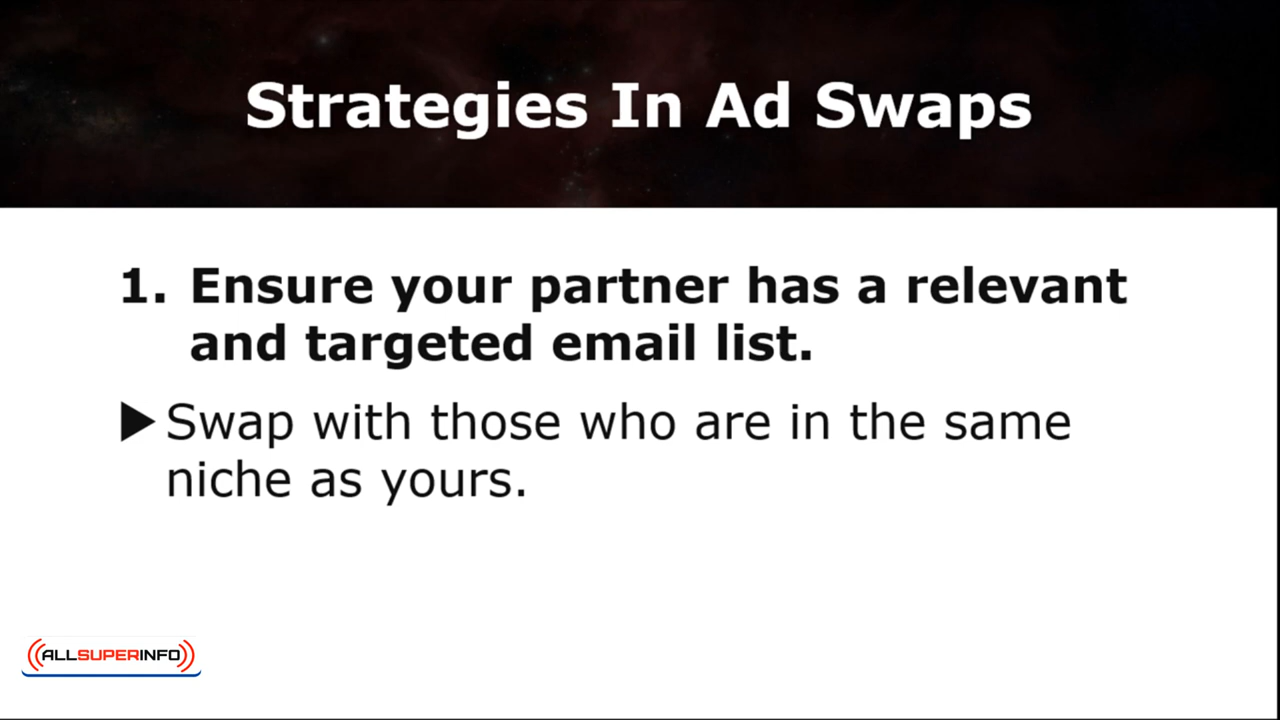 Strategies In Ad Swaps
1. Ensure your partner has a relevant
and targeted email list.
▶ Swap with those who are in the same
niche as yours.
ALLSUPERINFO